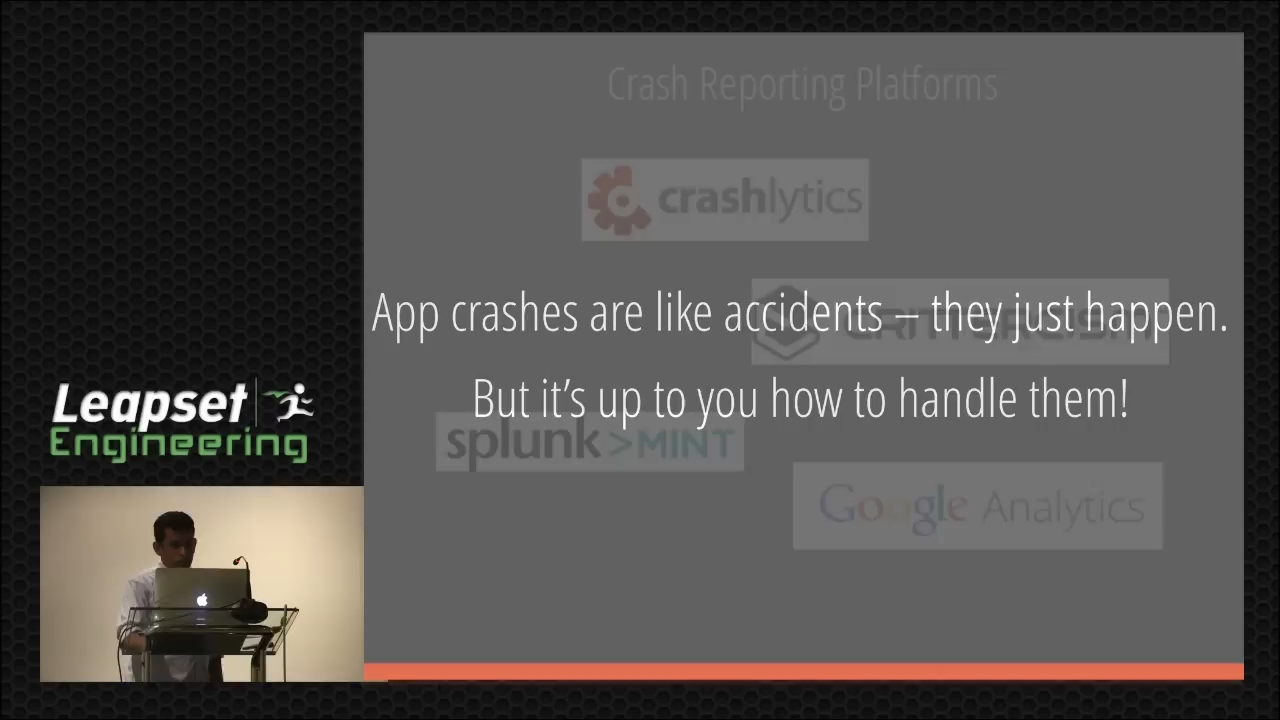 Crash Reporting Platforms
crashlytics
App crashes are like accidents – they just happen.
CRITTERCISM
But it’s up to you how to handle them!
splunk>MINT
Google Analytics
Leapset
Engineering